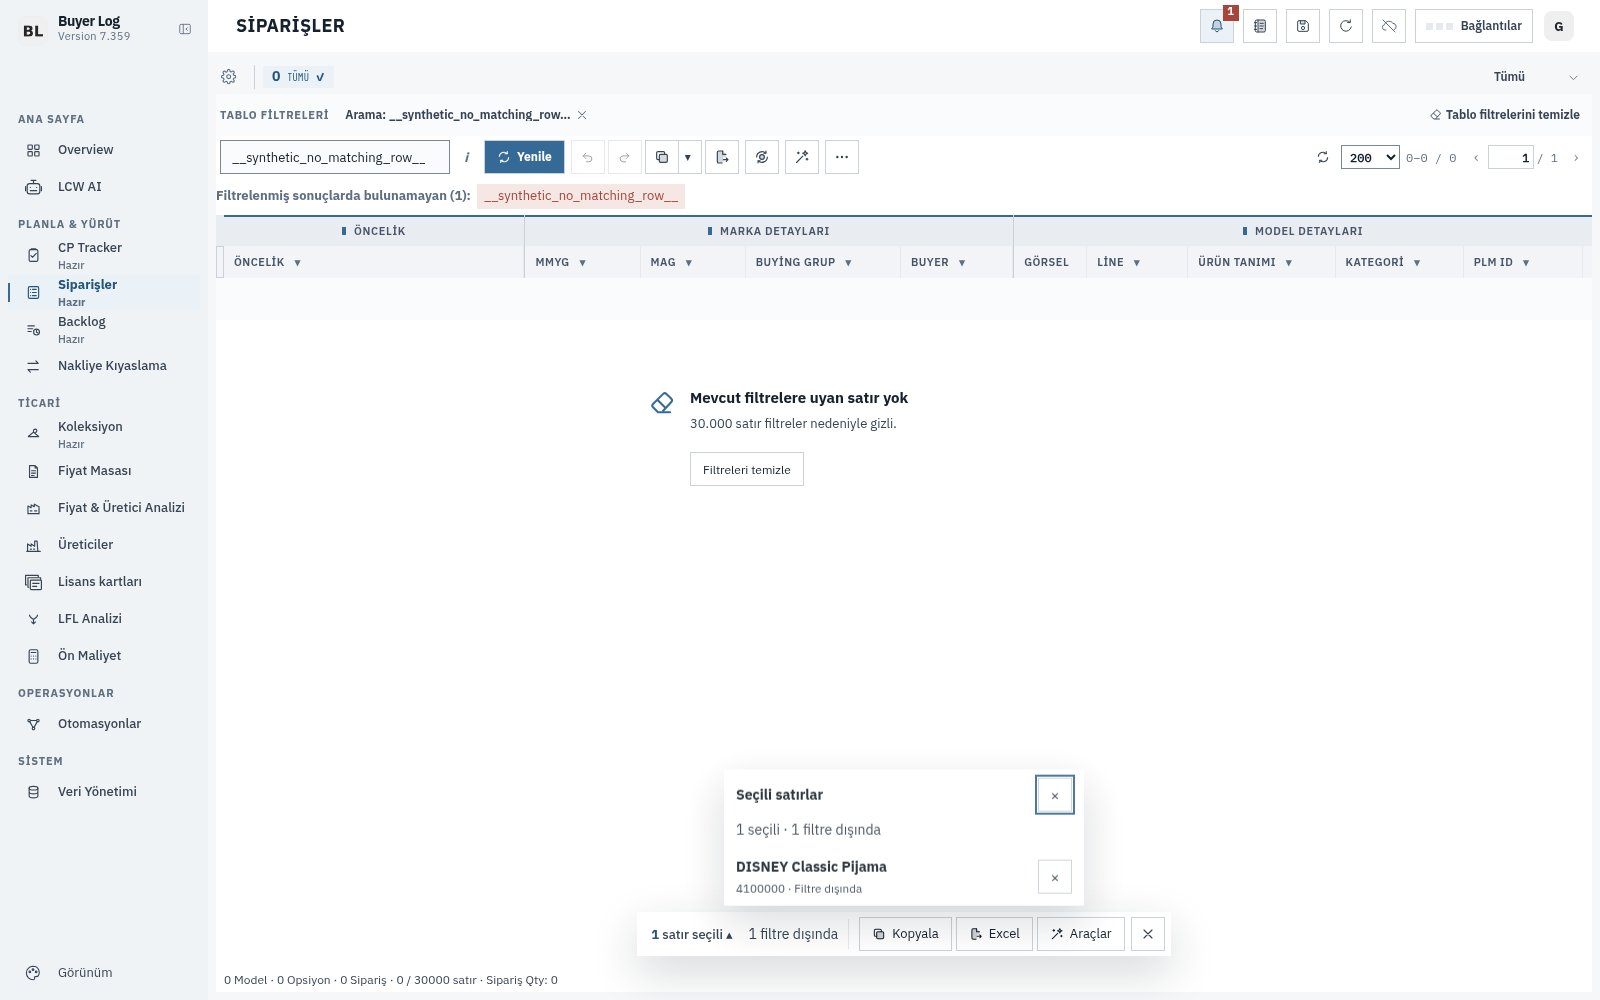 BL
Buyer Log
Version 7.359
ANA SAYFA
Overview
LCW AI
PLANLA & YÜRÜT
CP Tracker
Hazır
Siparişler
Hazır
Backlog
Hazır
Nakliye Kıyaslama
TİCARİ
Koleksiyon
Hazır
Fiyat Masası
Fiyat & Üretici Analizi
Üreticiler
Lisans kartları
LFL Analizi
Ön Maliyet
OPERASYONLAR
Otomasyonlar
SİSTEM
Veri Yönetimi
Görünüm
SİPARİŞLER
1
Bağlantılar
G
0 TÜMÜ
Tümü
TABLO FİLTRELERİ Arama: __synthetic_no_matching_row… ×
Tablo filtrelerini temizle
__synthetic_no_matching_row__
i
Yenile
200
0–0 / 0
‹ 1 / 1 ›
Filtrelenmiş sonuçlarda bulunamayan (1): __synthetic_no_matching_row__
ÖNCELİK MARKA DETAYLARI MODEL DETAYLARI
ÖNCELİK ▼ MMYG ▼ MAG ▼ BUYİNG GRUP ▼ BUYER ▼ GÖRSEL LİNE ▼ ÜRÜN TANIMI ▼ KATEGORİ ▼ PLM ID ▼
Mevcut filtrelere uyan satır yok
30.000 satır filtreler nedeniyle gizli.
Filtreleri temizle
Seçili satırlar ×
1 seçili · 1 filtre dışında
DISNEY Classic Pijama ×
4100000 · Filtre dışında
1 satır seçili ▴ 1 filtre dışında Kopyala Excel Araçlar ×
0 Model · 0 Opsiyon · 0 Sipariş · 0 / 30000 satır · Sipariş Qty: 0